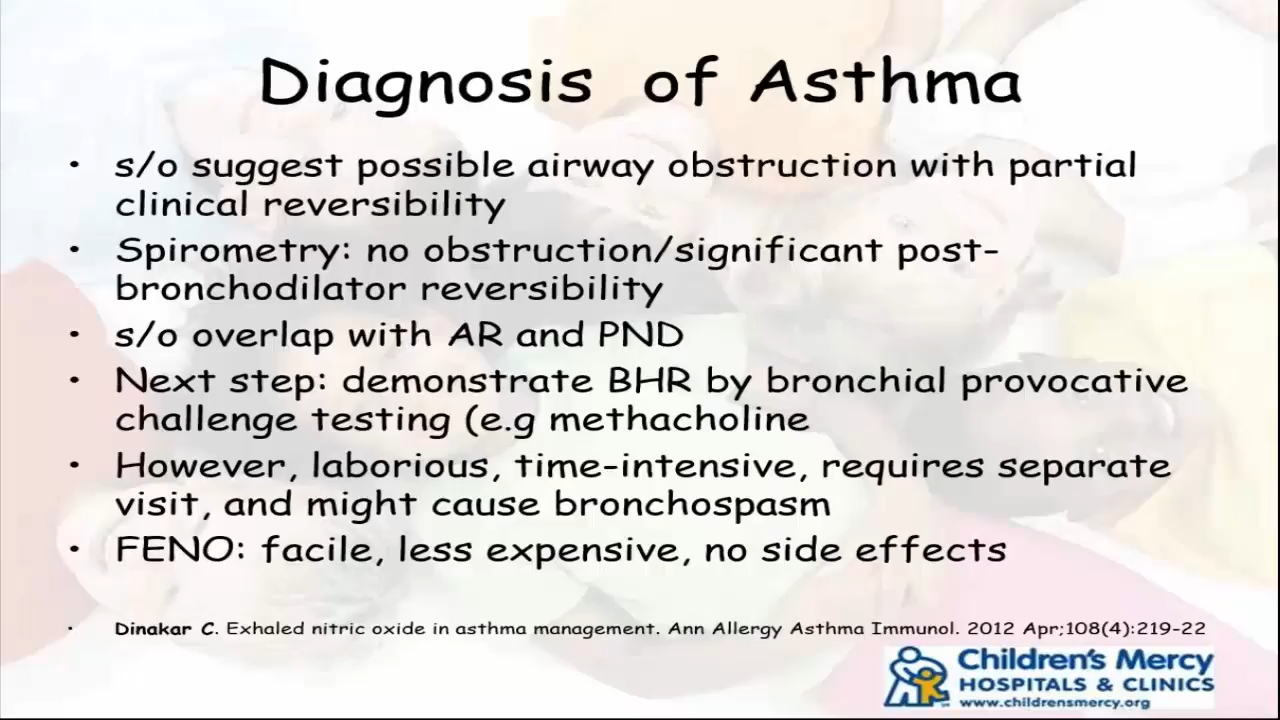 Diagnosis of Asthma
• s/o suggest possible airway obstruction with partial
clinical reversibility
• Spirometry: no obstruction/significant post-
bronchodilator reversibility
• s/o overlap with AR and PND
• Next step: demonstrate BHR by bronchial provocative
challenge testing (e.g methacholine
• However, laborious, time-intensive, requires separate
visit, and might cause bronchospasm
• FENO: facile, less expensive, no side effects
• Dinakar C. Exhaled nitric oxide in asthma management. Ann Allergy Asthma Immunol. 2012 Apr;108(4):219-22
Children's Mercy
HOSPITALS & CLINICS
www.childrensmercy.org